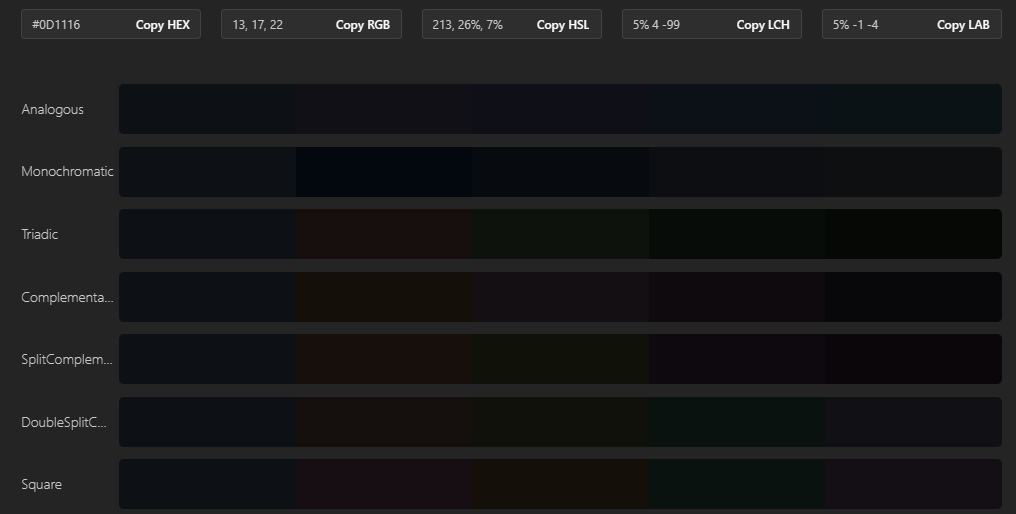 #0D1116 Copy HEX 13, 17, 22 Copy RGB 213, 26%, 7% Copy HSL 5% 4 -99 Copy LCH 5% -1 -4 Copy LAB
Analogous
Monochromatic
Triadic
Complementa...
SplitComplem...
DoubleSplitC...
Square